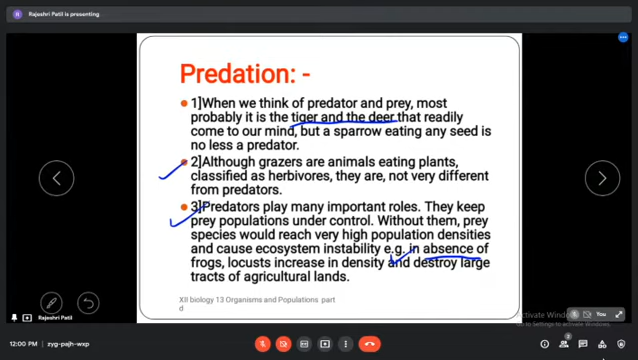 N Rajeshri Patil is presenting
Predation: -
1]When we think of predator and prey, most
probably it is the tiger and the deer that readily
come to our mind, but a sparrow eating any seed is
no less a predator.
2]Although grazers are animals eating plants,
classified as herbivores, they are, not very different
from predators.
3]Predators play many important roles. They keep
prey populations under control. Without them, prey
species would reach very high population densities
and cause ecosystem instability e.g. in absence of
frogs, locusts increase in density and destroy large
tracts of agricultural lands.
XII biology 13 Organisms and Populations part
d
Rajeshri Patil
You
Activate Windows
Go to Settings to activate Windows.
12:00 PM | zyg-pajh-wxp
2